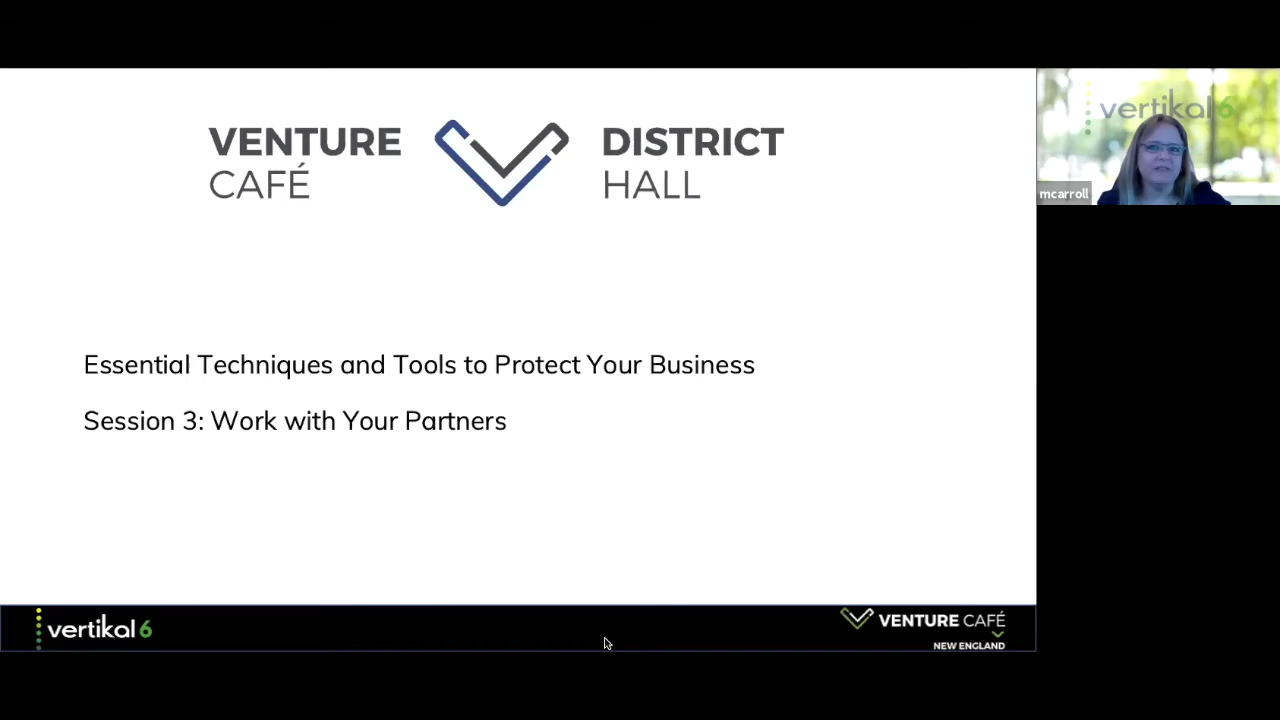 VENTURE
CAFÉ
DISTRICT
HALL
vertikal6
mcarroll
Essential Techniques and Tools to Protect Your Business
Session 3: Work with Your Partners
vertikal6
VENTURE CAFÉ
NEW ENGLAND